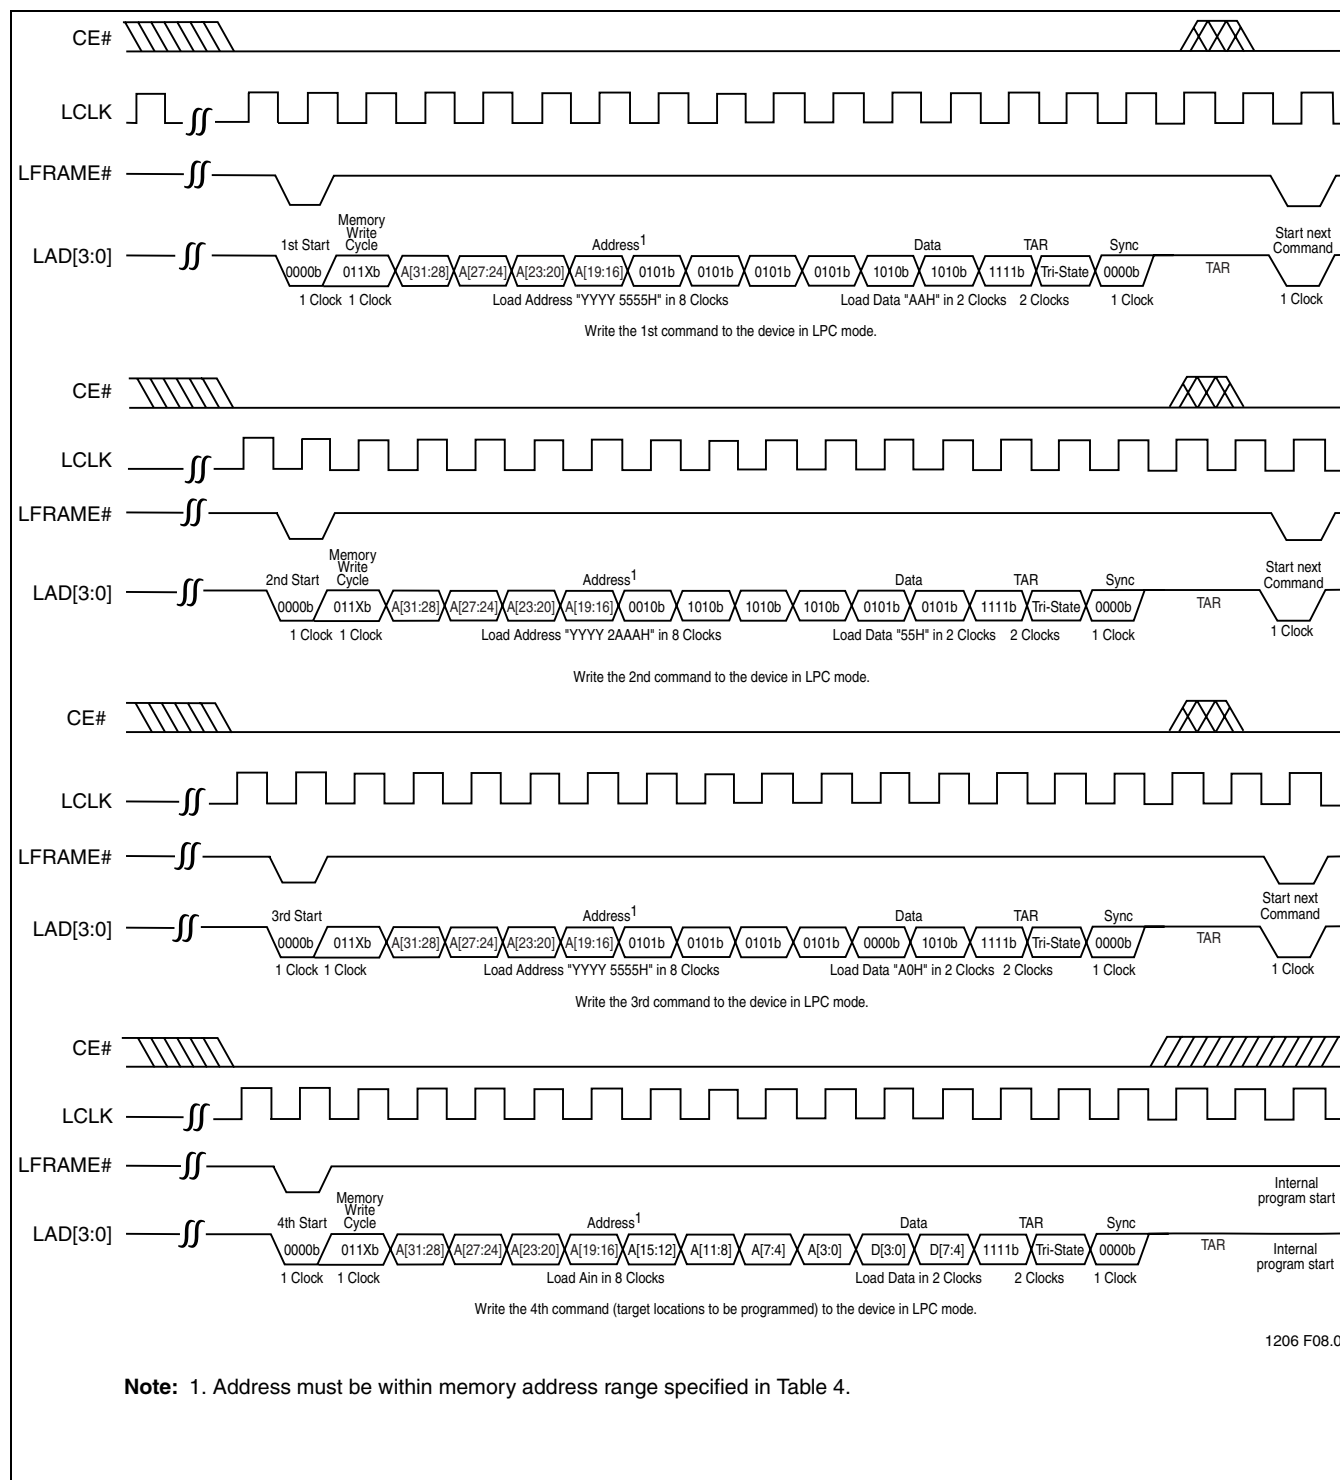 CE#
LCLK
LFRAME#
LAD[3:0]
1st Start
Memory
Write
Cycle
Address1
Data
TAR
Sync
Start next
Command
0000b 011Xb A[31:28] A[27:24] A[23:20] A[19:16] 0101b 0101b 0101b 0101b 1010b 1010b 1111b Tri-State 0000b TAR
1 Clock 1 Clock Load Address "YYYY 5555H" in 8 Clocks Load Data "AAH" in 2 Clocks 2 Clocks 1 Clock 1 Clock
Write the 1st command to the device in LPC mode.
CE#
LCLK
LFRAME#
LAD[3:0]
2nd Start
Memory
Write
Cycle
Address1
Data
TAR
Sync
Start next
Command
0000b 011Xb A[31:28] A[27:24] A[23:20] A[19:16] 0010b 1010b 1010b 1010b 0101b 0101b 1111b Tri-State 0000b TAR
1 Clock 1 Clock Load Address "YYYY 2AAAH" in 8 Clocks Load Data "55H" in 2 Clocks 2 Clocks 1 Clock 1 Clock
Write the 2nd command to the device in LPC mode.
CE#
LCLK
LFRAME#
LAD[3:0]
3rd Start
Address1
Data
TAR
Sync
Start next
Command
0000b 011Xb A[31:28] A[27:24] A[23:20] A[19:16] 0101b 0101b 0101b 0101b 0000b 1010b 1111b Tri-State 0000b TAR
1 Clock 1 Clock Load Address "YYYY 5555H" in 8 Clocks Load Data "A0H" in 2 Clocks 2 Clocks 1 Clock 1 Clock
Write the 3rd command to the device in LPC mode.
CE#
LCLK
LFRAME#
Internal
program start
LAD[3:0]
4th Start
Memory
Write
Cycle
Address1
Data
TAR
Sync
0000b 011Xb A[31:28] A[27:24] A[23:20] A[19:16] A[15:12] A[11:8] A[7:4] A[3:0] D[3:0] D[7:4] 1111b Tri-State 0000b TAR
Internal
program start
1 Clock 1 Clock Load Ain in 8 Clocks Load Data in 2 Clocks 2 Clocks 1 Clock
Write the 4th command (target locations to be programmed) to the device in LPC mode.
1206 F08.0
Note: 1. Address must be within memory address range specified in Table 4.